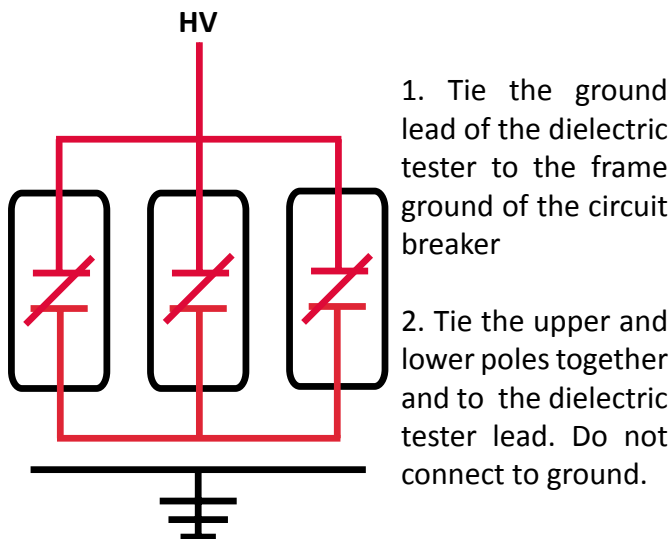 HV
1. Tie the ground
lead of the dielectric
tester to the frame
ground of the circuit
breaker
2. Tie the upper and
lower poles together
and to the dielectric
tester lead. Do not
connect to ground.